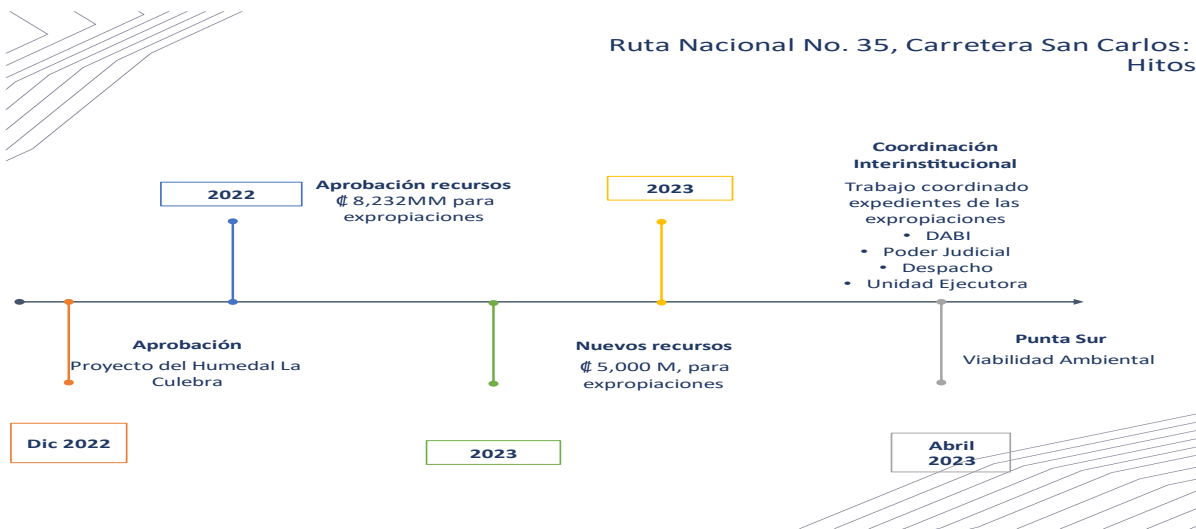 Ruta Nacional No. 35, Carretera San Carlos:
Hitos
2022
Aprobación recursos
₡ 8,232MM para
expropiaciones
2023
Coordinación
Interinstitucional
Trabajo coordinado
expedientes de las
expropiaciones
• DABI
• Poder Judicial
• Despacho
• Unidad Ejecutora
Aprobación
Proyecto del Humedal La
Culebra
Dic 2022
2023
Nuevos recursos
₡ 5,000 M, para
expropiaciones
Punta Sur
Viabilidad Ambiental
Abril
2023